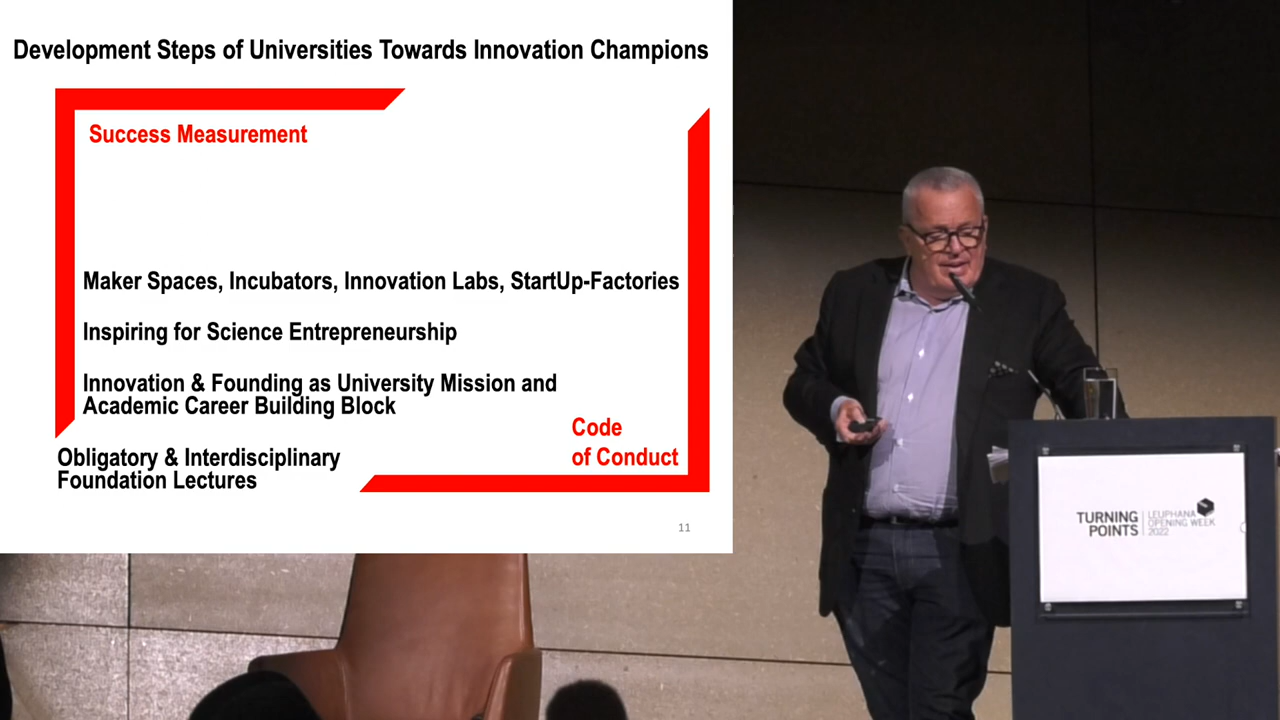 Development Steps of Universities Towards Innovation Champions
Success Measurement
Maker Spaces, Incubators, Innovation Labs, StartUp-Factories
Inspiring for Science Entrepreneurship
Innovation & Founding as University Mission and
Academic Career Building Block
Code
of Conduct
Obligatory & Interdisciplinary
Foundation Lectures
11
TURNING
POINTS
LEUPHANA
OPENING WEEK
2022